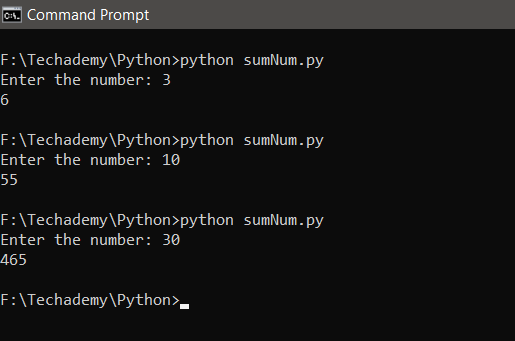 Command Prompt
F:\Techademy\Python>python sumNum.py
Enter the number: 3
6
F:\Techademy\Python>python sumNum.py
Enter the number: 10
55
F:\Techademy\Python>python sumNum.py
Enter the number: 30
465
F:\Techademy\Python>